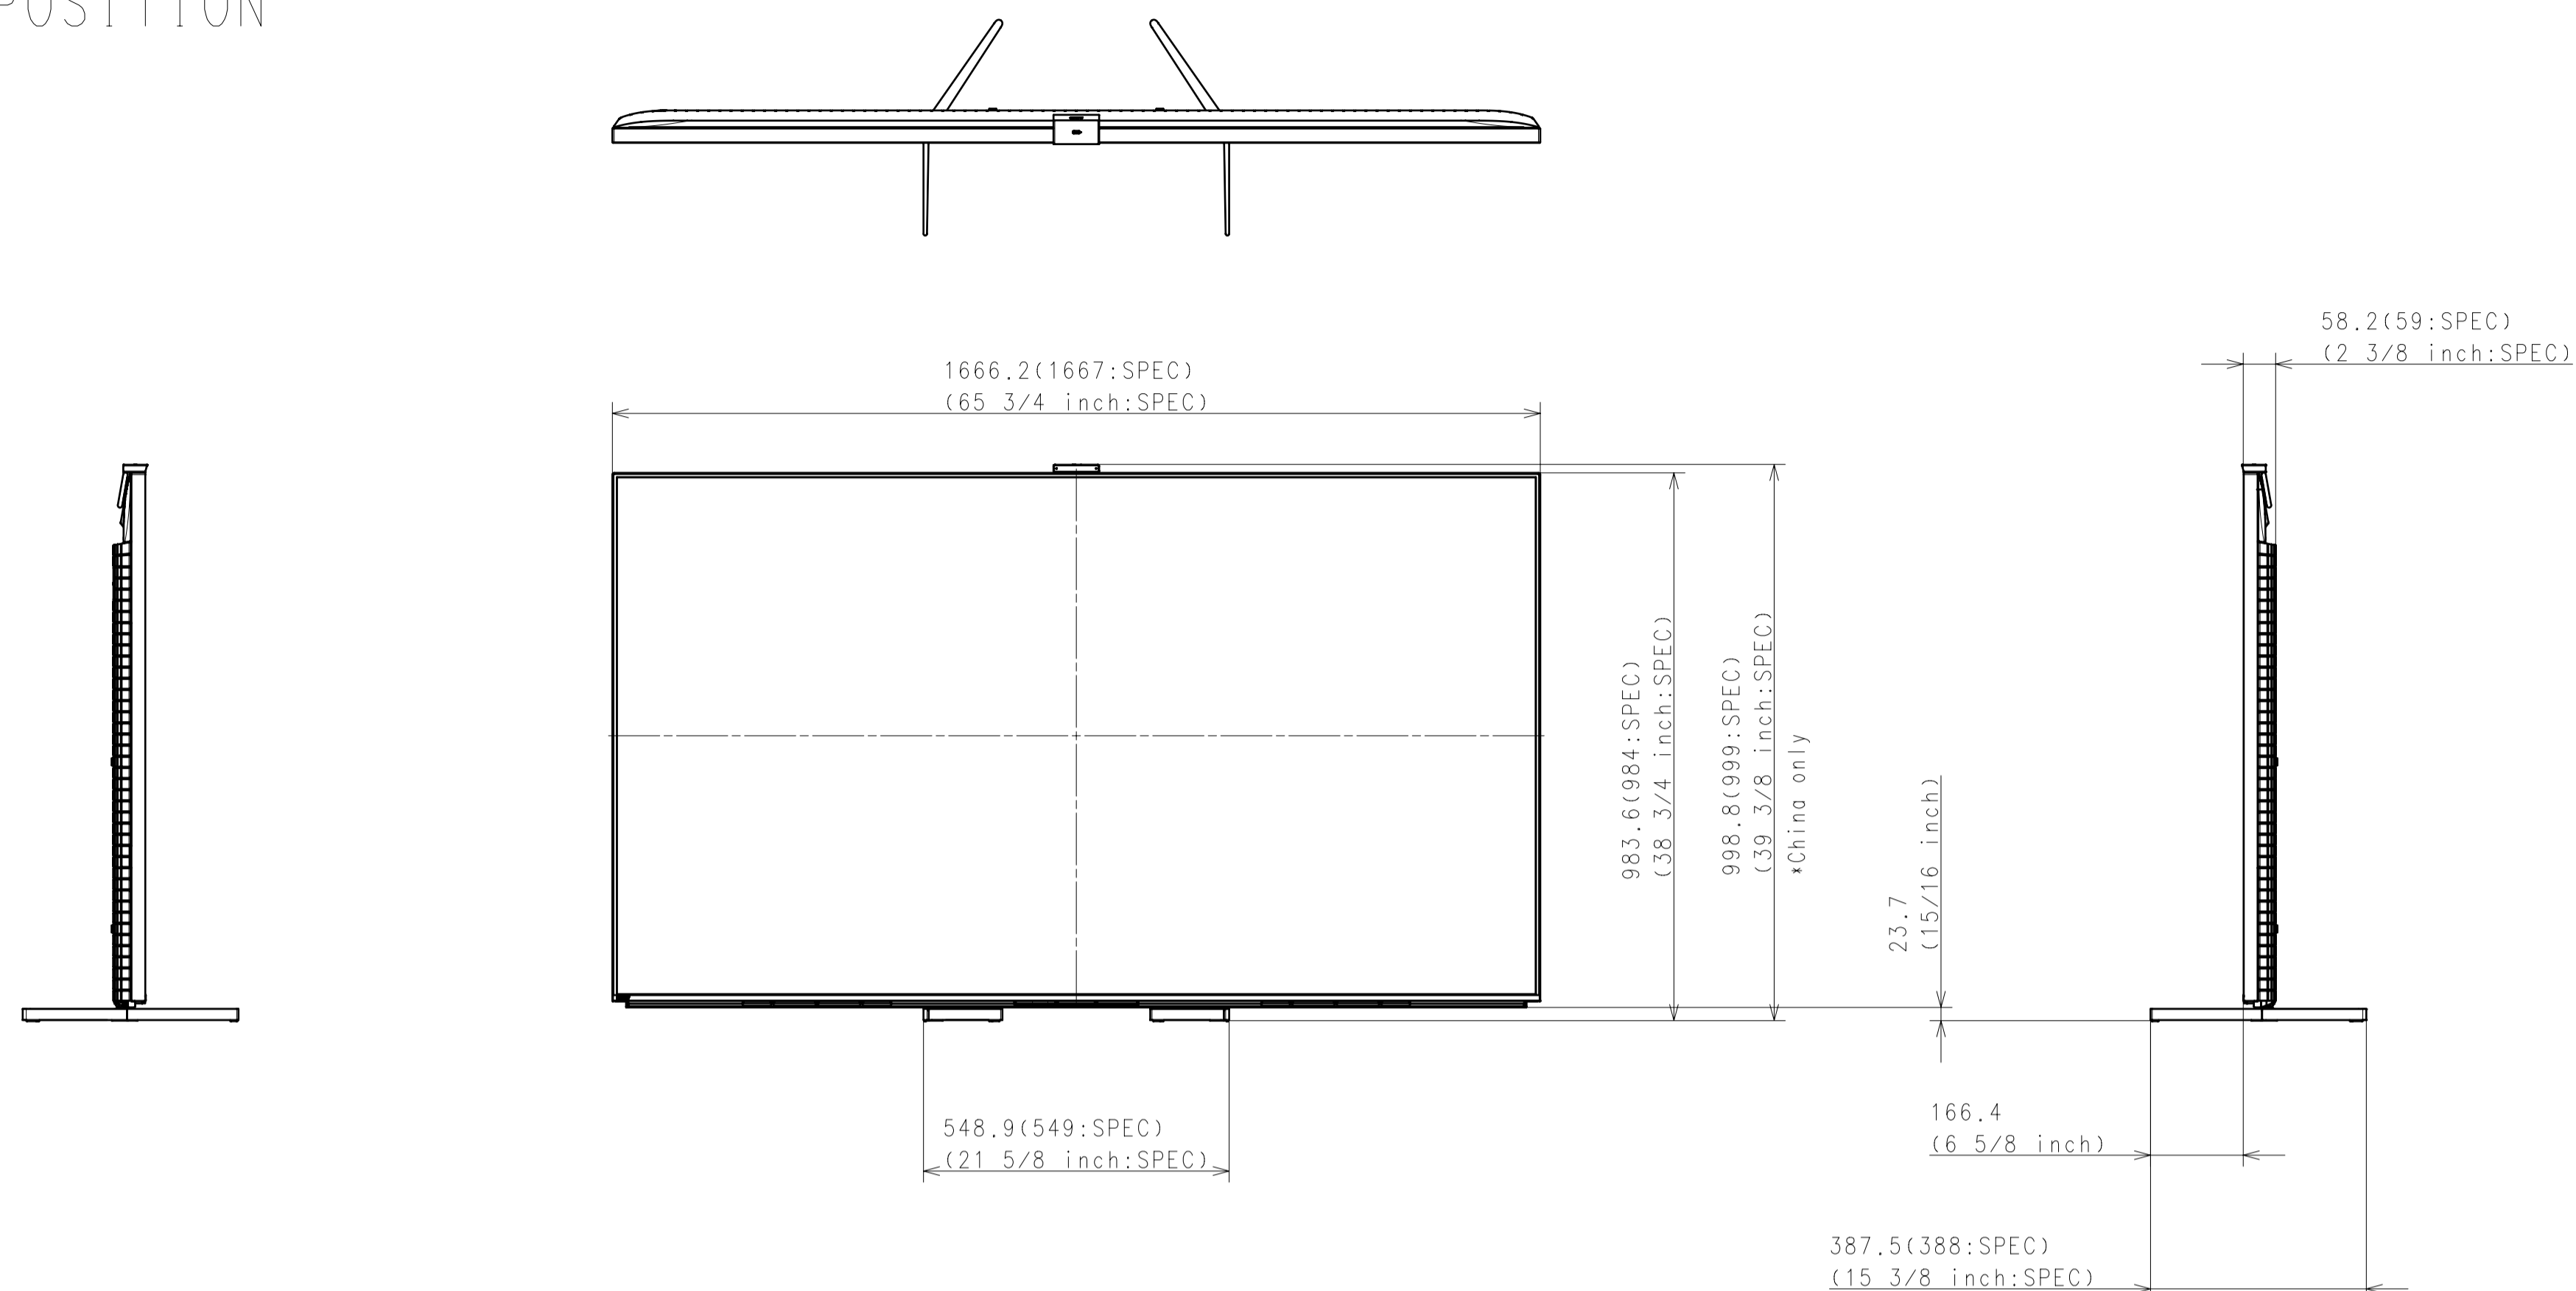 POSITION
58.2(59:SPEC)
(2 3/8 inch:SPEC)
1666.2(1667:SPEC)
(65 3/4 inch:SPEC)
983.6(984:SPEC)
(38 3/4 inch:SPEC)
998.8(999:SPEC)
(39 3/8 inch:SPEC)
*China only
23.7
(15/16 inch)
548.9(549:SPEC)
(21 5/8 inch:SPEC)
166.4
(6 5/8 inch)
387.5(388:SPEC)
(15 3/8 inch:SPEC)